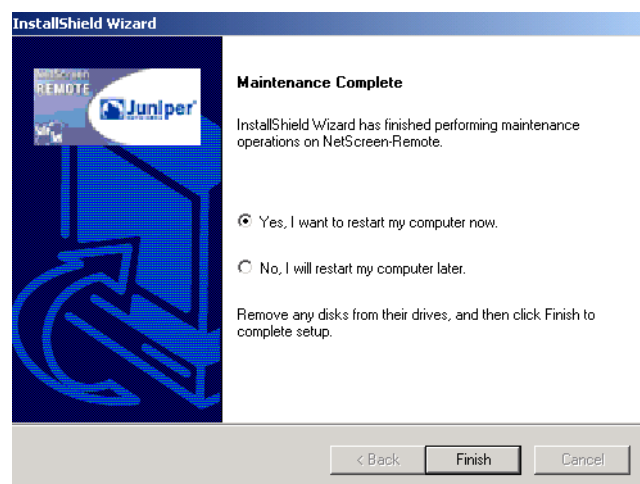 InstallShield Wizard
NetScreen
REMOTE
Juniper
Maintenance Complete
InstallShield Wizard has finished performing maintenance
operations on NetScreen-Remote.
Yes, I want to restart my computer now.
No, I will restart my computer later.
Remove any disks from their drives, and then click Finish to
complete setup.
< Back
Finish
Cancel